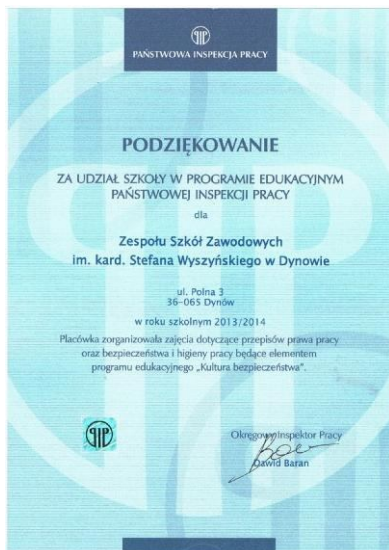 PAŃSTWOWA INSPEKCJA PRACY
PODZIĘKOWANIE
ZA UDZIAŁ SZKOŁY W PROGRAMIE EDUKACYJNYM
PAŃSTWOWEJ INSPEKCJI PRACY
dla
Zespołu Szkół Zawodowych
im. kard. Stefana Wyszyńskiego w Dynowie
ul. Polna 3
36-065 Dynów
w roku szkolnym 2013/2014
Placówka zorganizowała zajęcia dotyczące przepisów prawa pracy
oraz bezpieczeństwa i higieny pracy będące elementem
programu edukacyjnego „Kultura bezpieczeństwa”.
Okręgowy Inspektor Pracy
Dawid Baran